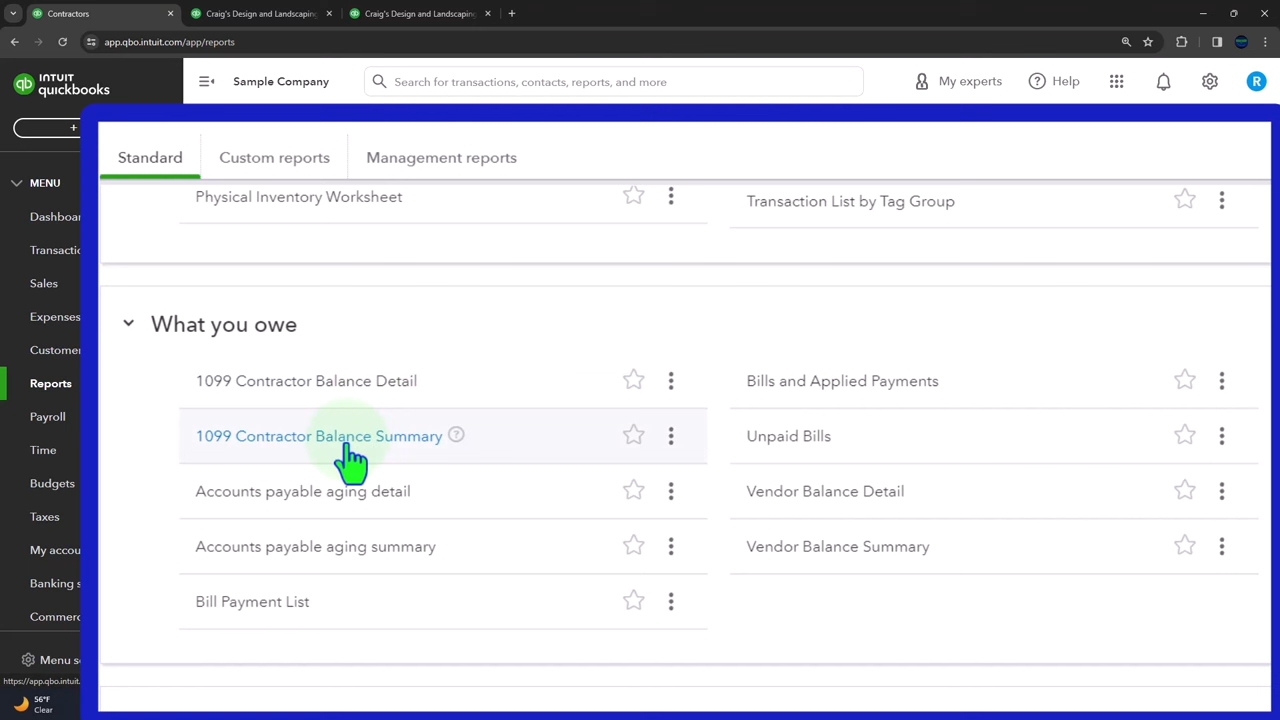 Contractors
Craig's Design and Landscaping
Craig's Design and Landscaping
app.qbo.intuit.com/app/reports
INTUIT
quickbooks
Sample Company
Search for transactions, contacts, reports, and more
My experts
Help
R
+
MENU
Dashboar
Transactio
Sales
Expenses
Customer
Reports
Payroll
Time
Budgets
Taxes
My accou
Banking s
Commerc
Menu se
https://app.qbo.intuit.
56°F
Clear
Standard
Custom reports
Management reports
Physical Inventory Worksheet
Transaction List by Tag Group
What you owe
1099 Contractor Balance Detail
Bills and Applied Payments
1099 Contractor Balance Summary
Unpaid Bills
Accounts payable aging detail
Vendor Balance Detail
Accounts payable aging summary
Vendor Balance Summary
Bill Payment List